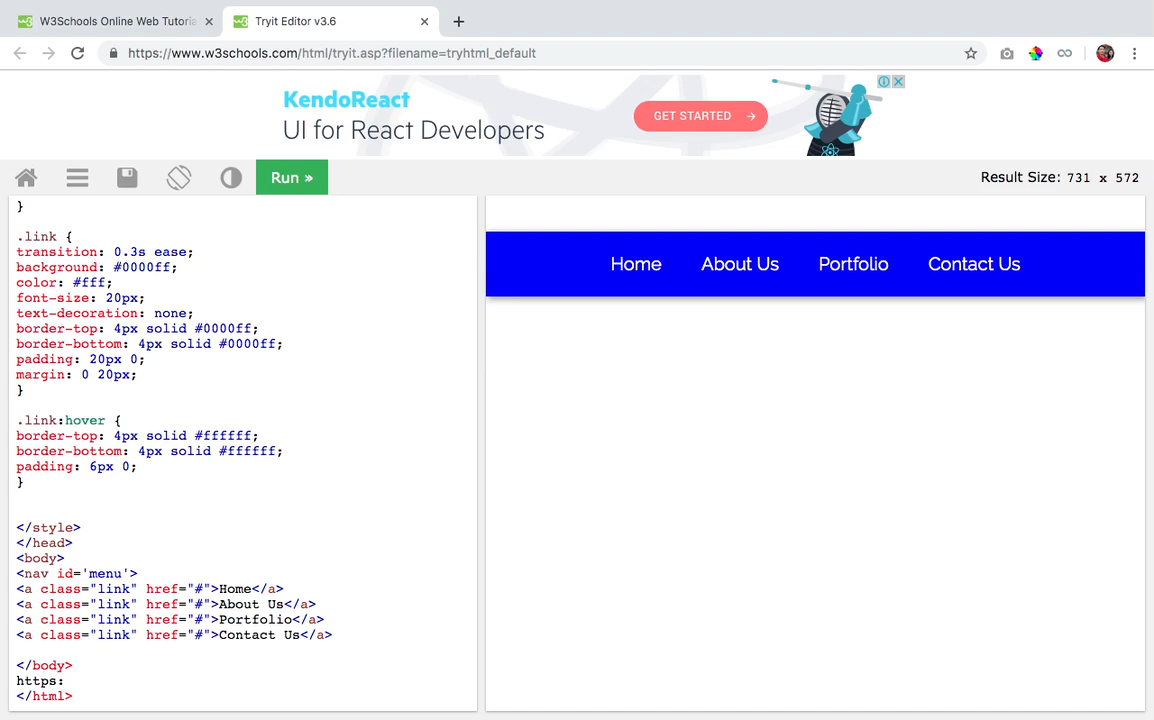 W3Schools Online Web Tutoria
Tryit Editor v3.6
https://www.w3schools.com/html/tryit.asp?filename=tryhtml_default
KendoReact
UI for React Developers
GET STARTED →
Run »
Result Size: 731 x 572
}
.link {
transition: 0.3s ease;
background: #0000ff;
color: #fff;
font-size: 20px;
text-decoration: none;
border-top: 4px solid #0000ff;
border-bottom: 4px solid #0000ff;
padding: 20px 0;
margin: 0 20px;
}
.link:hover {
border-top: 4px solid #ffffff;
border-bottom: 4px solid #ffffff;
padding: 6px 0;
}
</style>
</head>
<body>
<nav id='menu'>
<a class="link" href="#">Home</a>
<a class="link" href="#">About Us</a>
<a class="link" href="#">Portfolio</a>
<a class="link" href="#">Contact Us</a>
</body>
https:
</html>
Home About Us Portfolio Contact Us